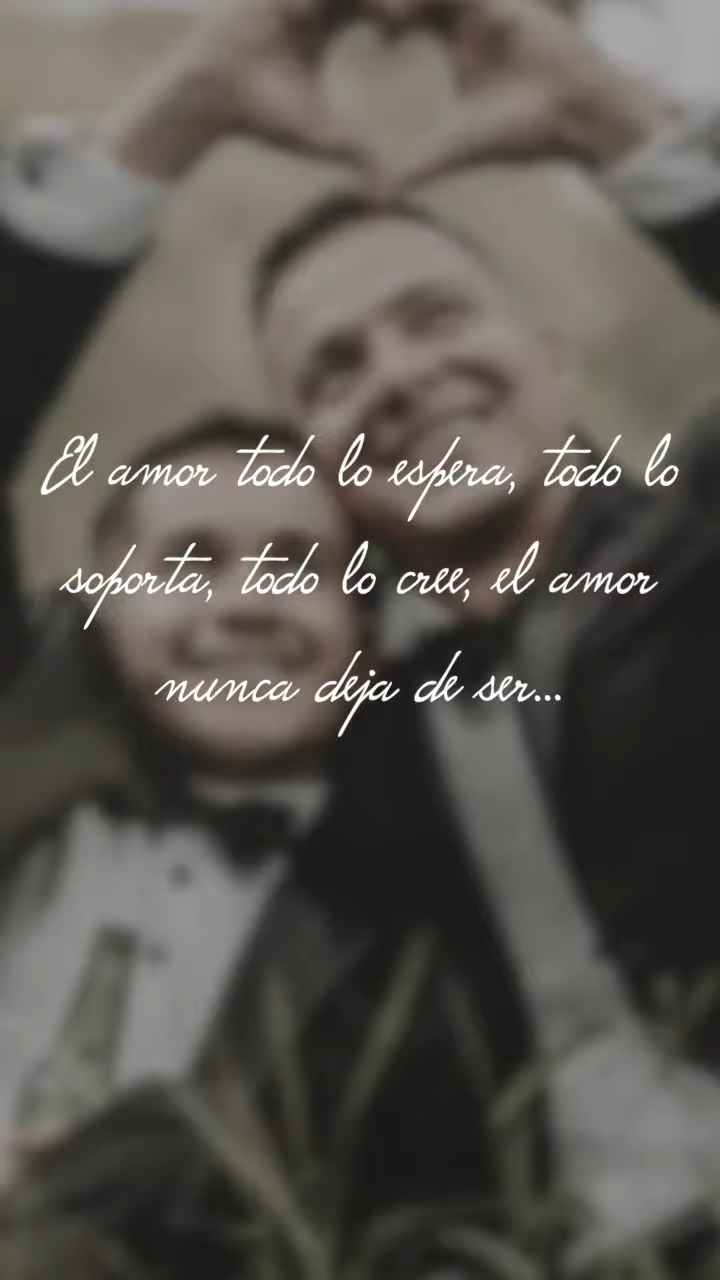 El amor todo lo espera, todo lo
soporta, todo lo cree, el amor
nunca deja de ser...